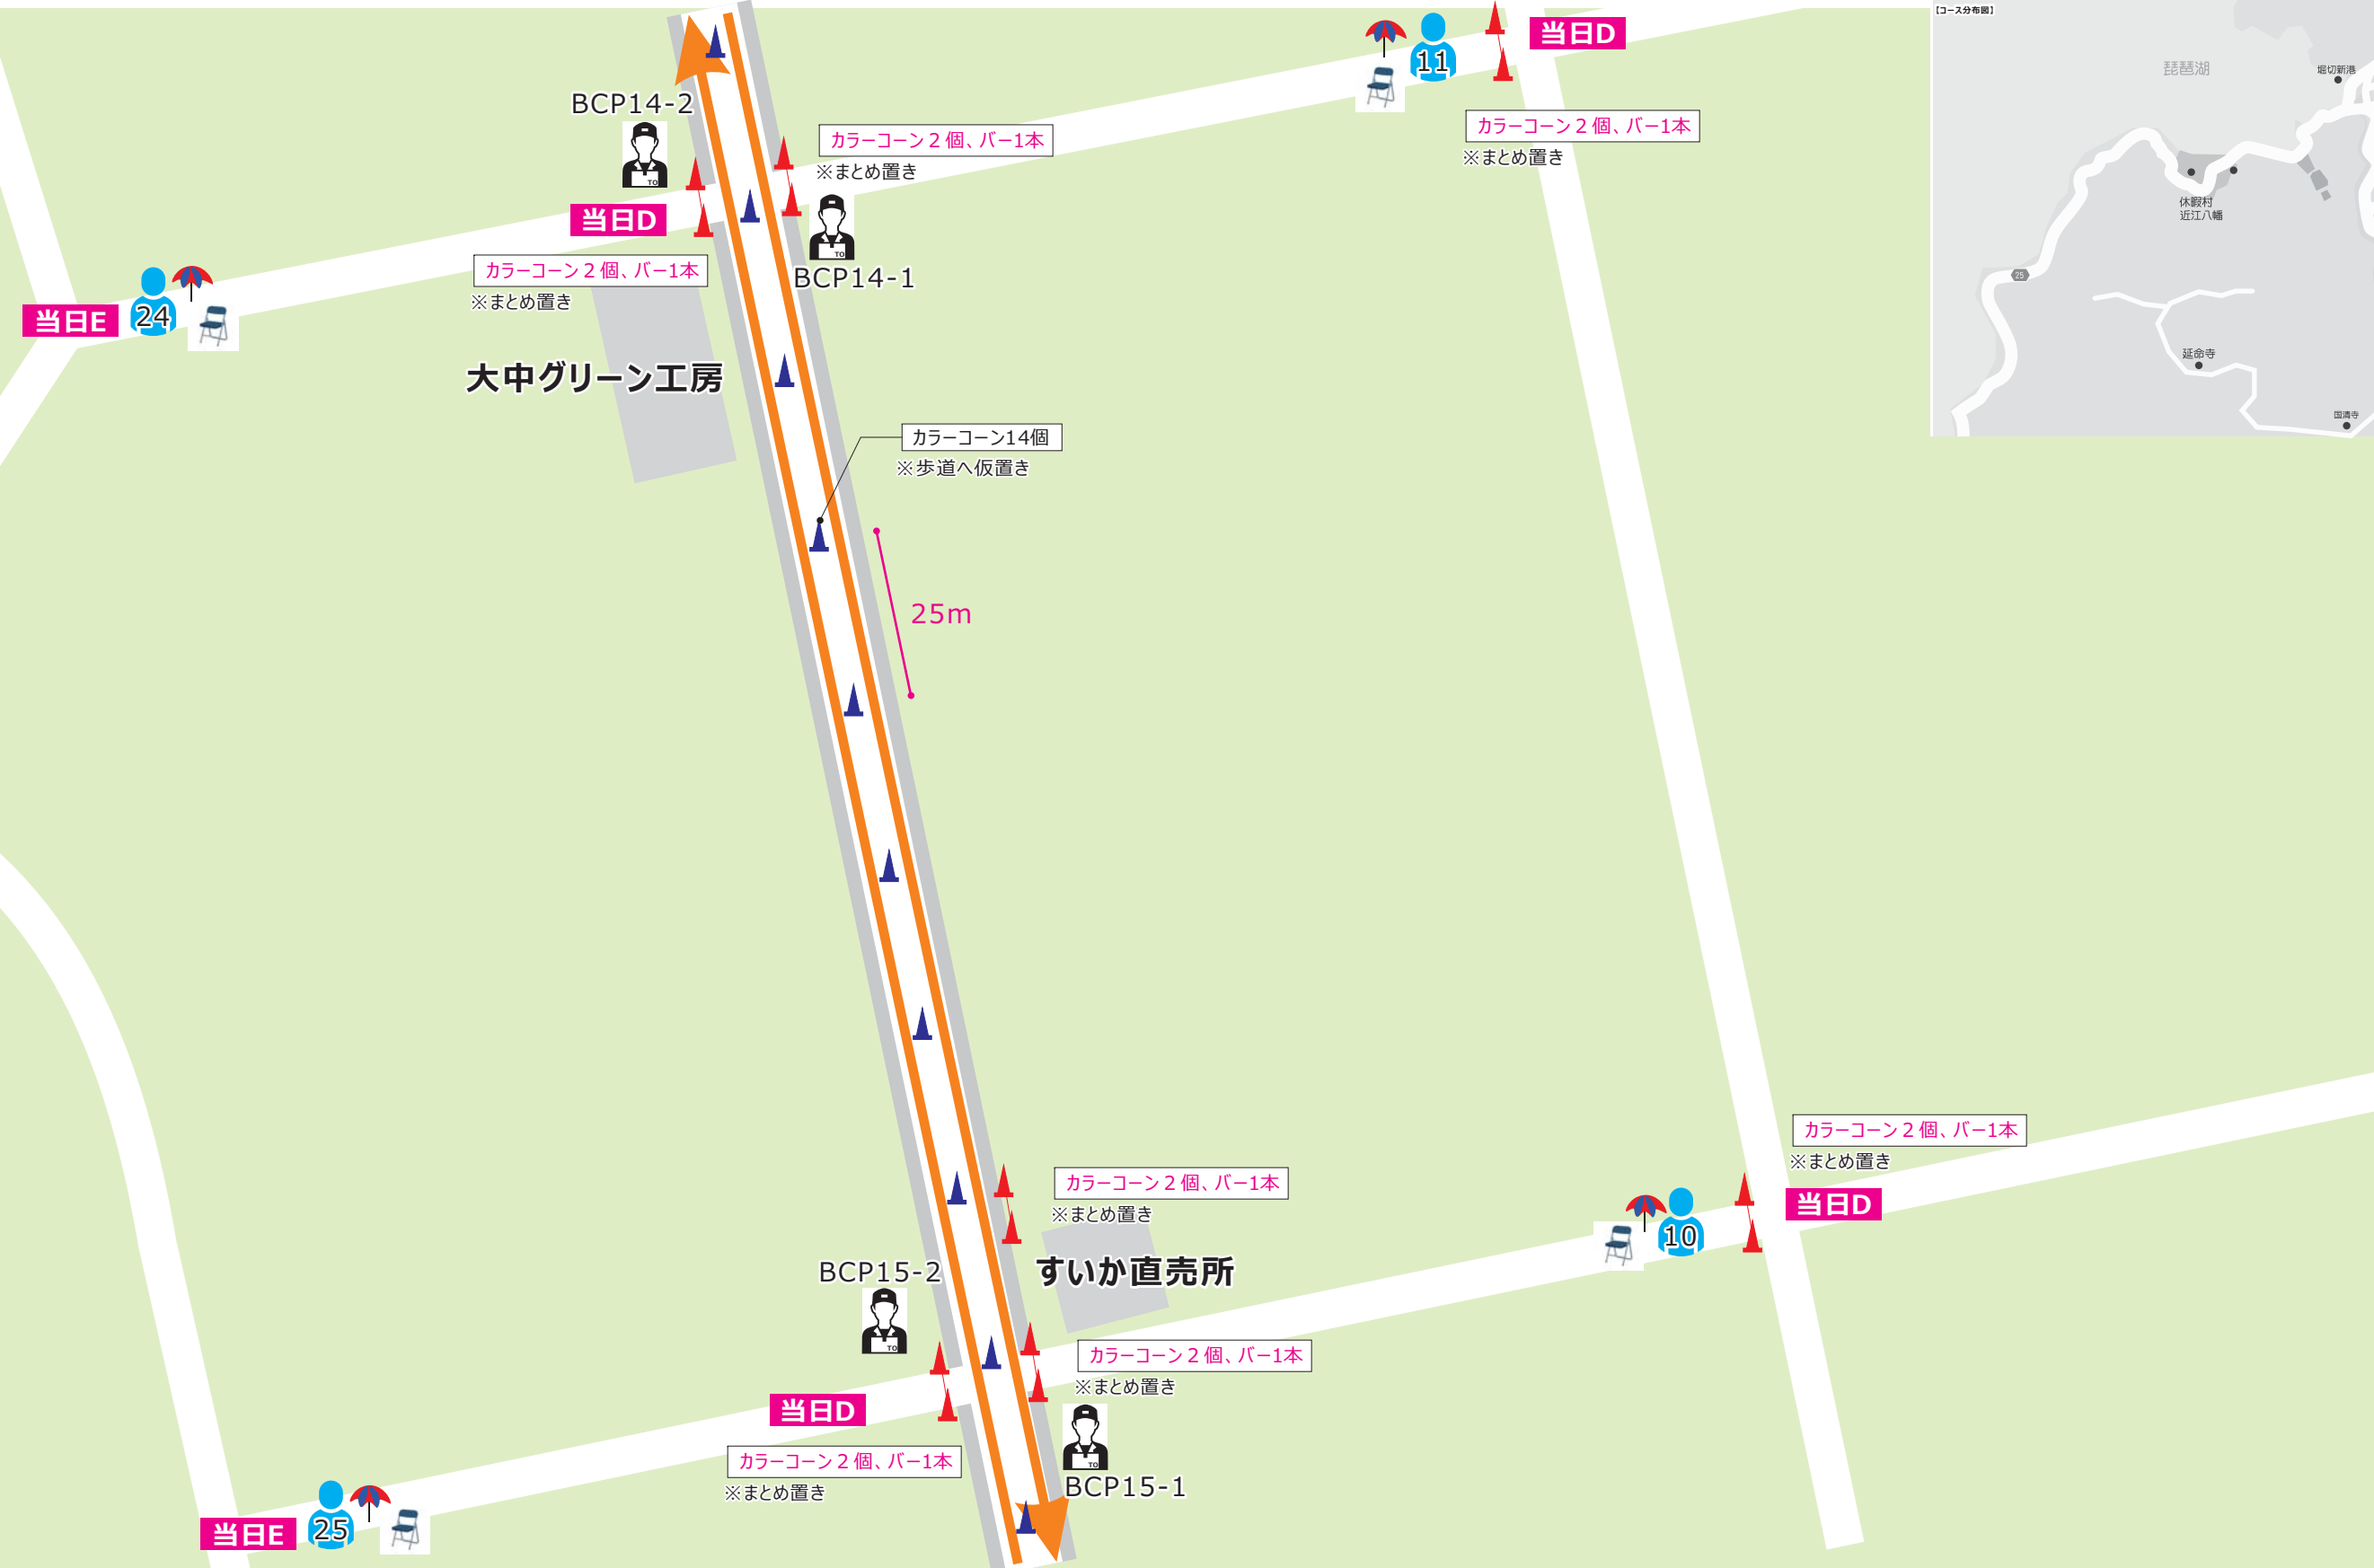 【コース分布図】
当日D
11
琵琶湖
堀切新港
BCP14-2
カラーコーン2個、バー1本
※まとめ置き
カラーコーン2個、バー1本
※まとめ置き
TO
当日D
休暇村
近江八幡
TO
BCP14-1
カラーコーン2個、バー1本
※まとめ置き
25
当日E
24
大中グリーン工房
延命寺
国清寺
カラーコーン14個
※歩道へ仮置き
25m
カラーコーン2個、バー1本
※まとめ置き
カラーコーン2個、バー1本
※まとめ置き
当日D
10
BCP15-2
すいか直売所
TO
カラーコーン2個、バー1本
※まとめ置き
当日D
カラーコーン2個、バー1本
※まとめ置き
TO
BCP15-1
当日E
25